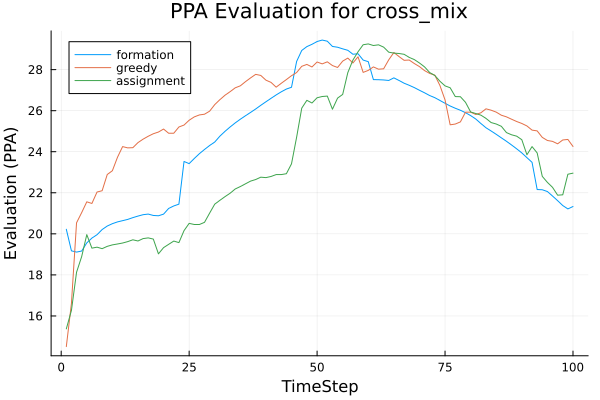 PPA Evaluation for cross_mix
formation
greedy
assignment
Evaluation (PPA)
28
26
24
22
20
18
16
0
25
50
75
100
TimeStep